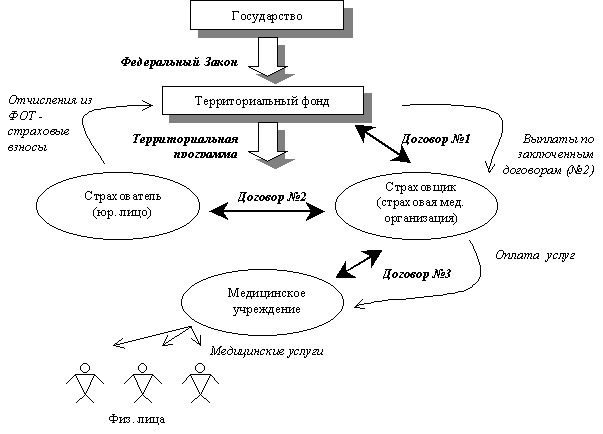 Государство
Федеральный Закон
Отчисления из
ФОТ -
страховые
взносы
Территориальный фонд
Территориальная
программа
Договор №1
Выплаты по
заключенным
договорам (№2)
Страхователь
(юр. лицо)
Договор №2
Страховщик
(страховая мед.
организация)
Оплата услуг
Договор №3
Медицинское
учреждение
Медицинские услуги
Физ. лица